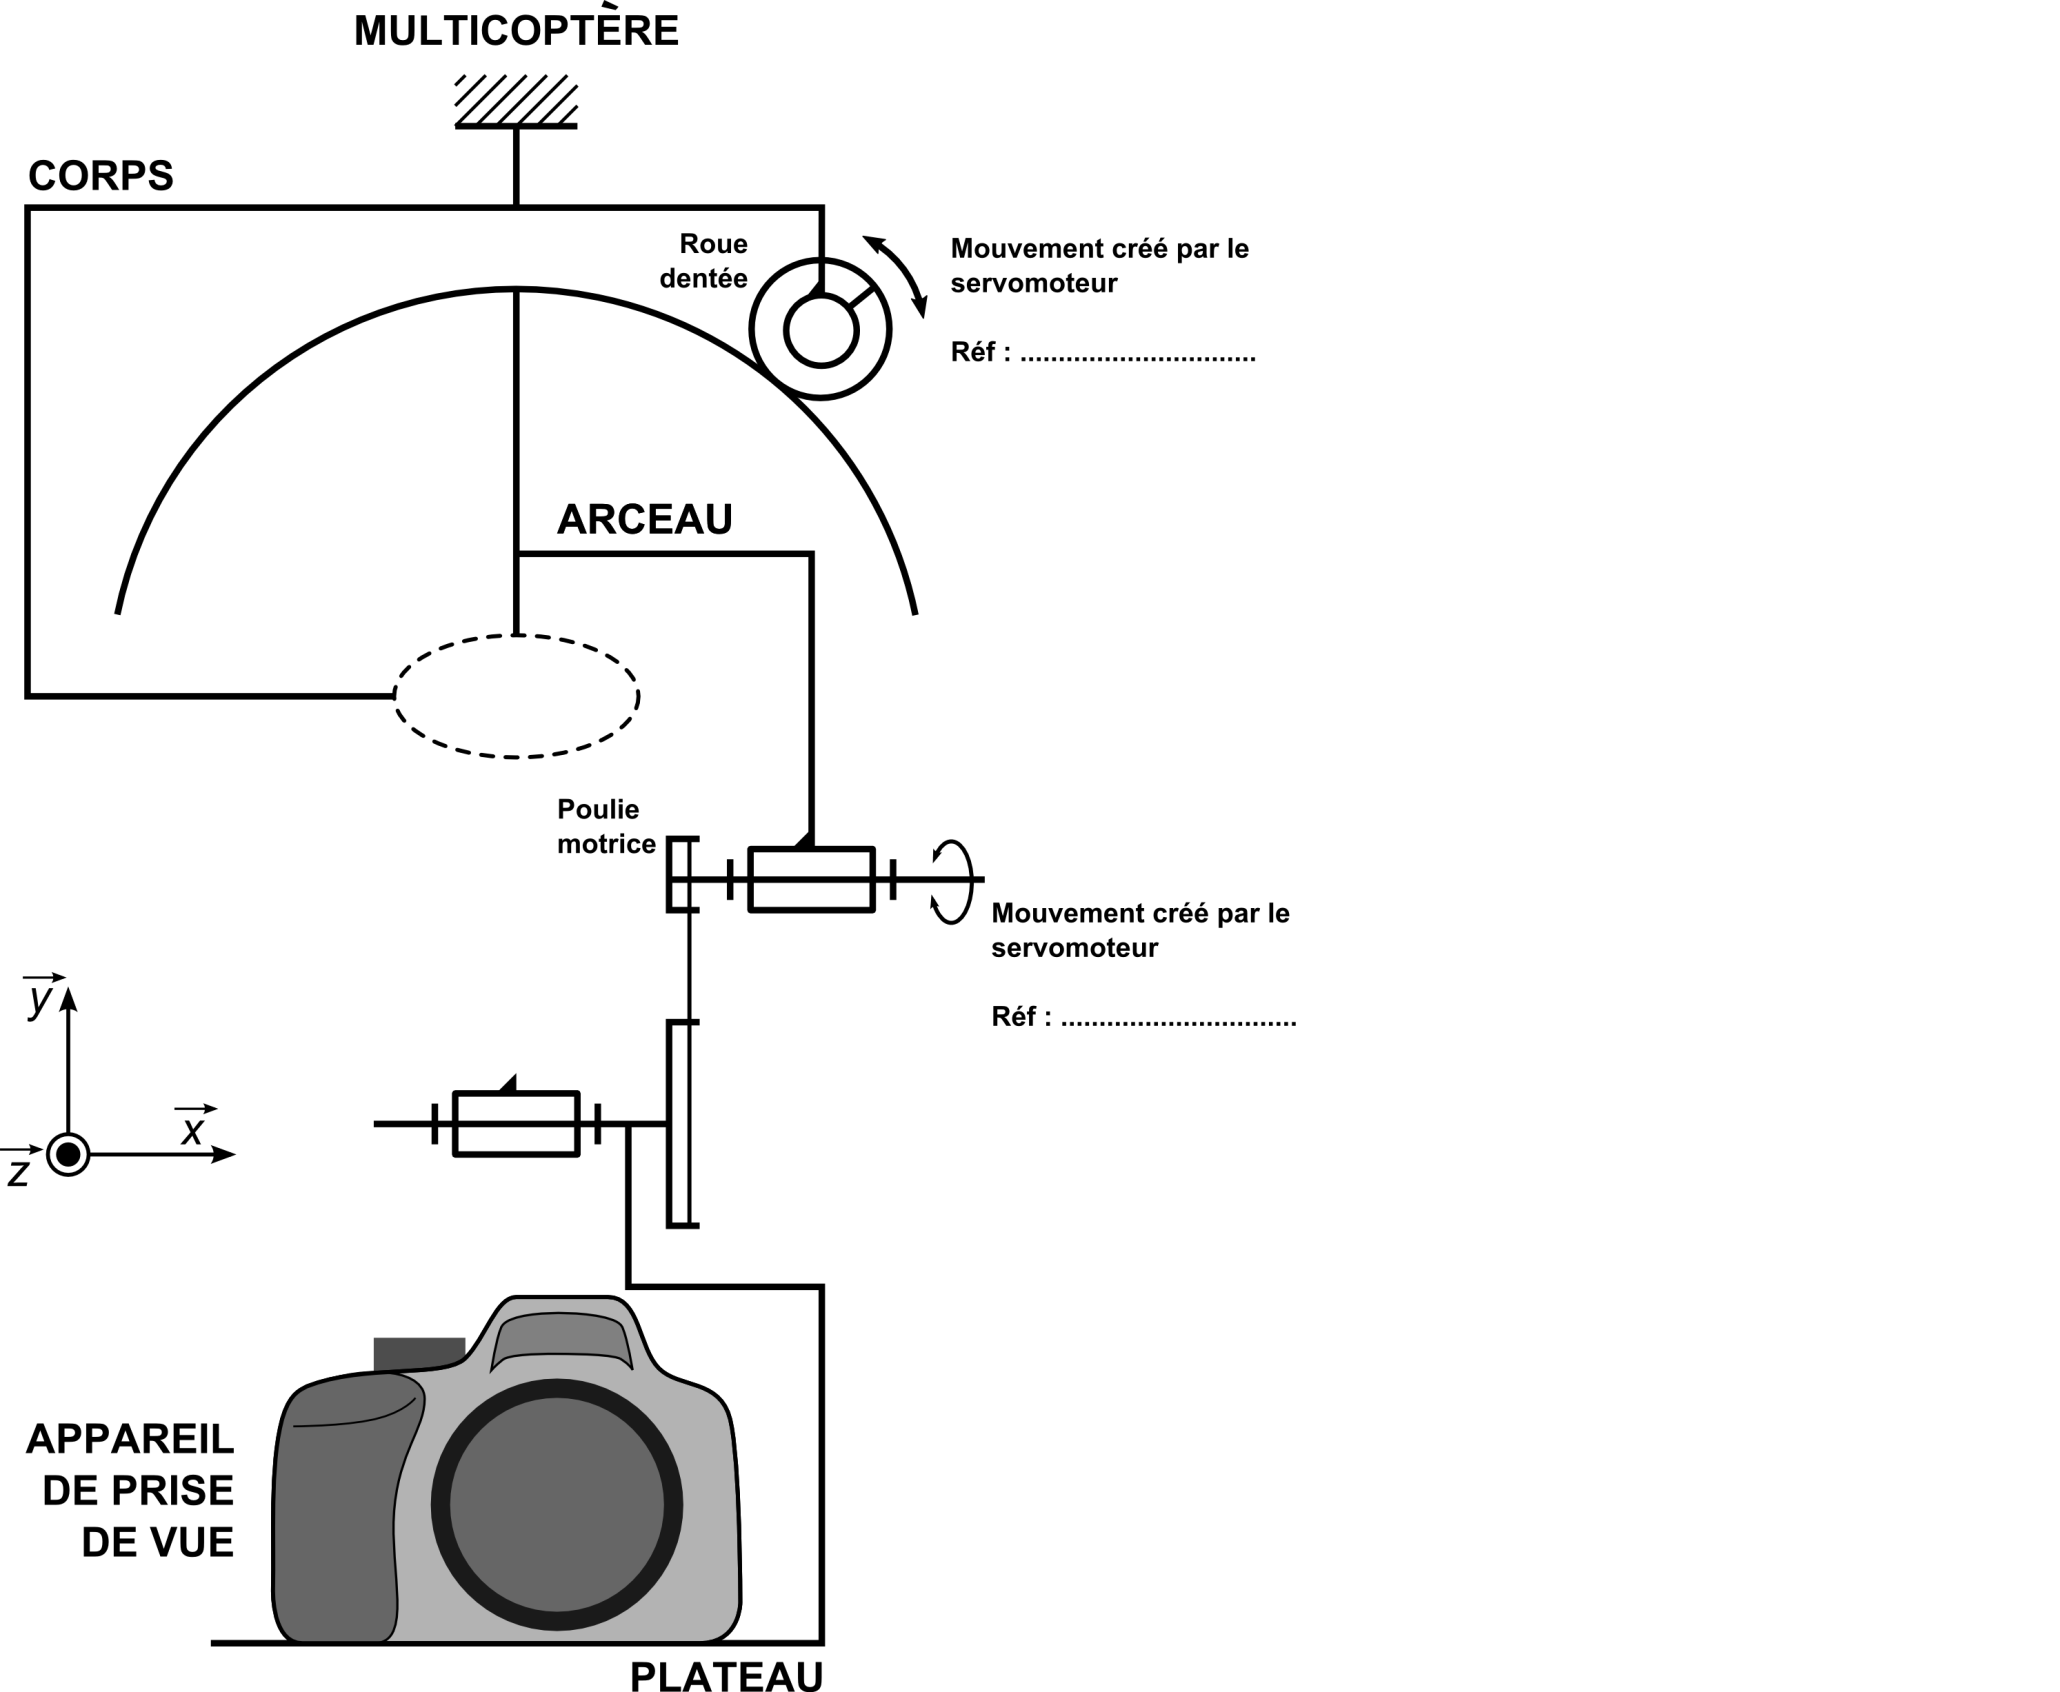 MULTICOPTÈRE
CORPS
Roue
dentée
Mouvement créé par le
servomoteur
Réf : ...............................
ARCEAU
Poulie
motrice
Mouvement créé par le
servomoteur
Réf : ...............................
y
x
z
APPAREIL
DE PRISE
DE VUE
PLATEAU